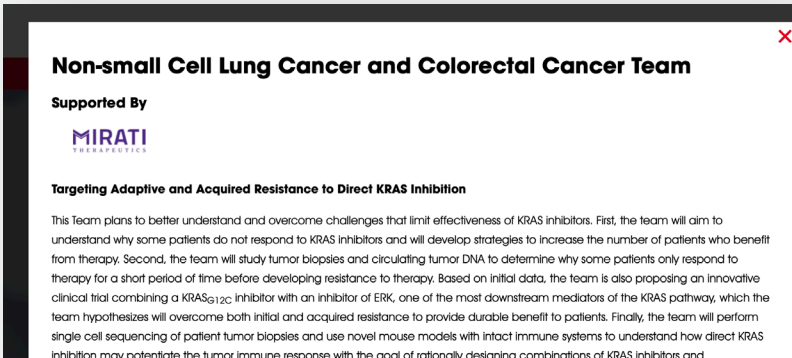 Non-small Cell Lung Cancer and Colorectal Cancer Team
Supported By
MIRATI
THERAPEUTICS
Targeting Adaptive and Acquired Resistance to Direct KRAS Inhibition
This Team plans to better understand and overcome challenges that limit effectiveness of KRAS inhibitors. First, the team will aim to
understand why some patients do not respond to KRAS inhibitors and will develop strategies to increase the number of patients who benefit
from therapy. Second, the team will study tumor biopsies and circulating tumor DNA to determine why some patients only respond to
therapy for a short period of time before developing resistance to therapy. Based on initial data, the team is also proposing an innovative
clinical trial combining a KRASG12C inhibitor with an inhibitor of ERK, one of the most downstream mediators of the KRAS pathway, which the
team hypothesizes will overcome both initial and acquired resistance to provide durable benefit to patients. Finally, the team will perform
single cell sequencing of patient tumor biopsies and use novel mouse models with intact immune systems to understand how direct KRAS
inhibition may potentiate the tumor immune response with the goal of rationally designing combinations of KRAS inhibitors and